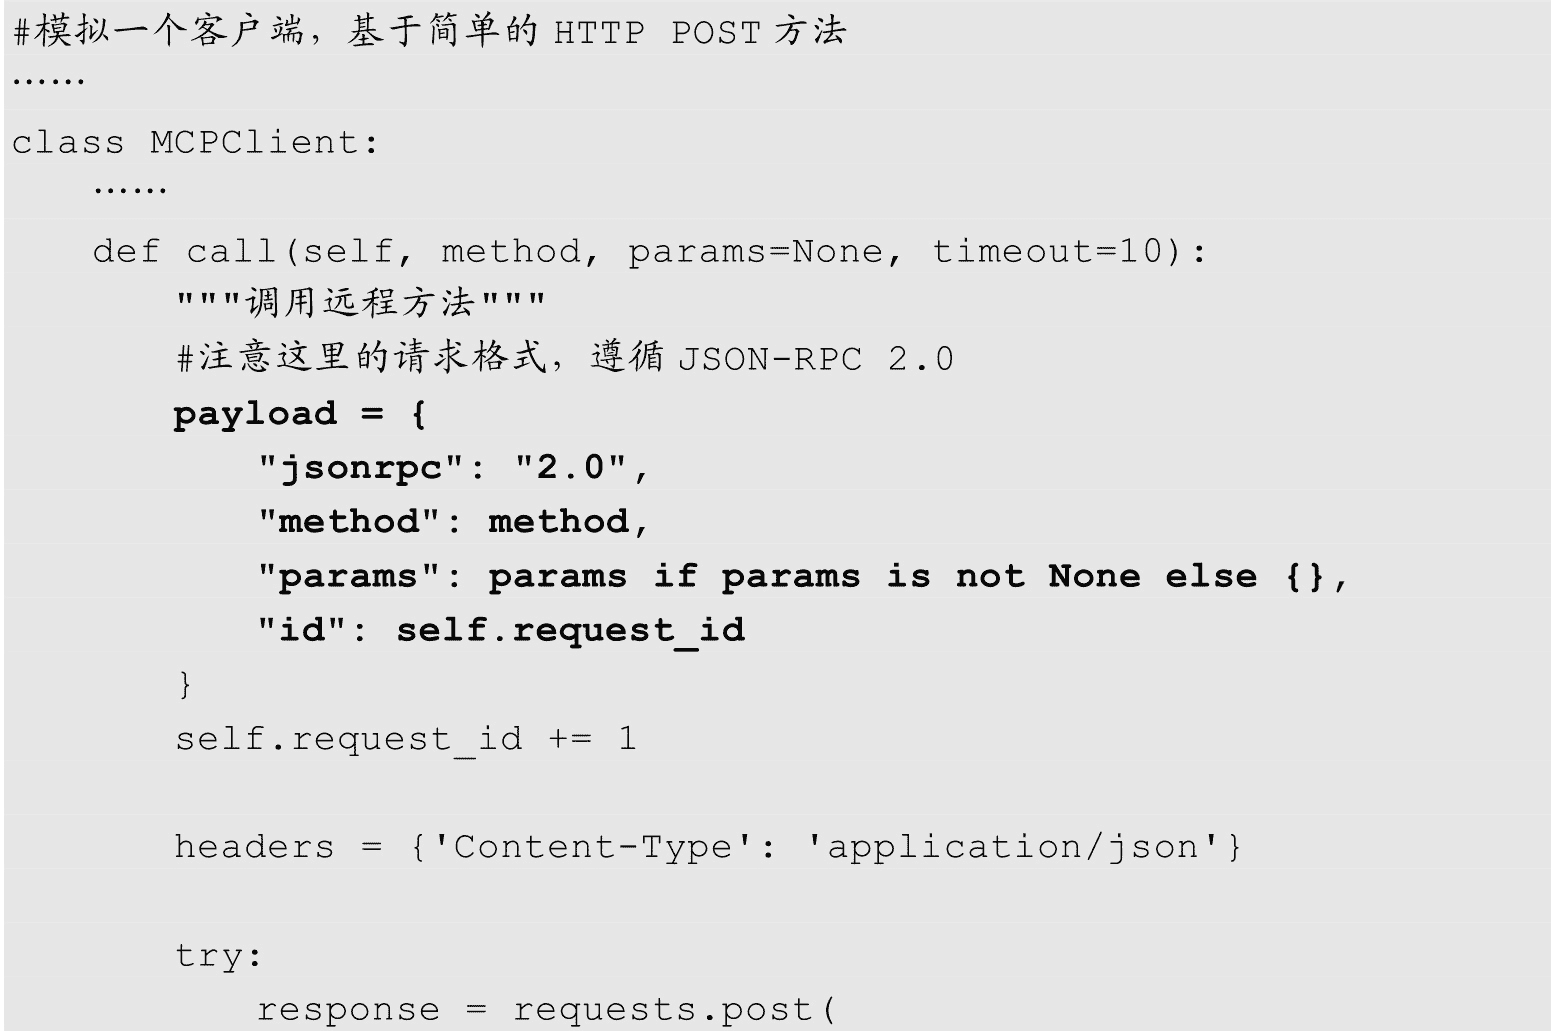 #模拟一个客户端，基于简单的 HTTP POST 方法
……
class MCPClient:
    ……
    def call(self, method, params=None, timeout=10):
        """调用远程方法"""
        #注意这里的请求格式，遵循 JSON-RPC 2.0
        payload = {
            "jsonrpc": "2.0",
            "method": method,
            "params": params if params is not None else {},
            "id": self.request_id
        }
        self.request_id += 1
        headers = {'Content-Type': 'application/json'}
        try:
            response = requests.post(